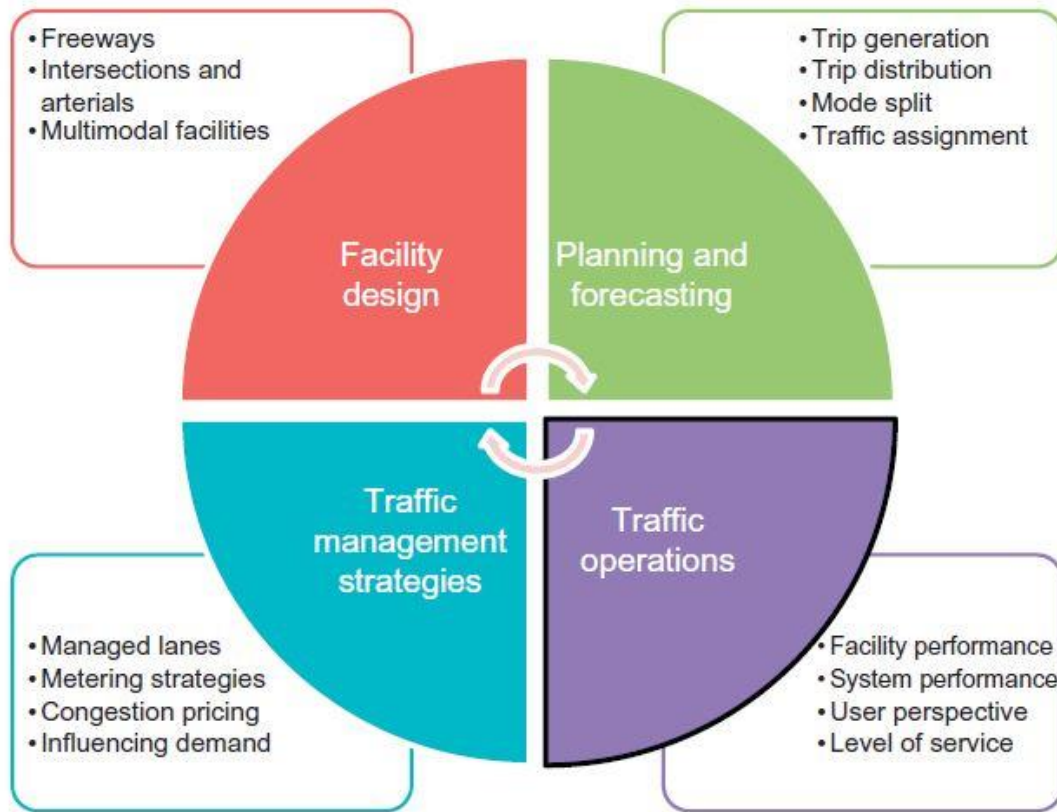 • Freeways
• Intersections and
arterials
• Multimodal facilities
• Trip generation
• Trip distribution
• Mode split
• Traffic assignment
Facility
design
Planning and
forecasting
Traffic
management
strategies
Traffic
operations
• Managed lanes
• Metering strategies
• Congestion pricing
• Influencing demand
• Facility performance
• System performance
• User perspective
• Level of service